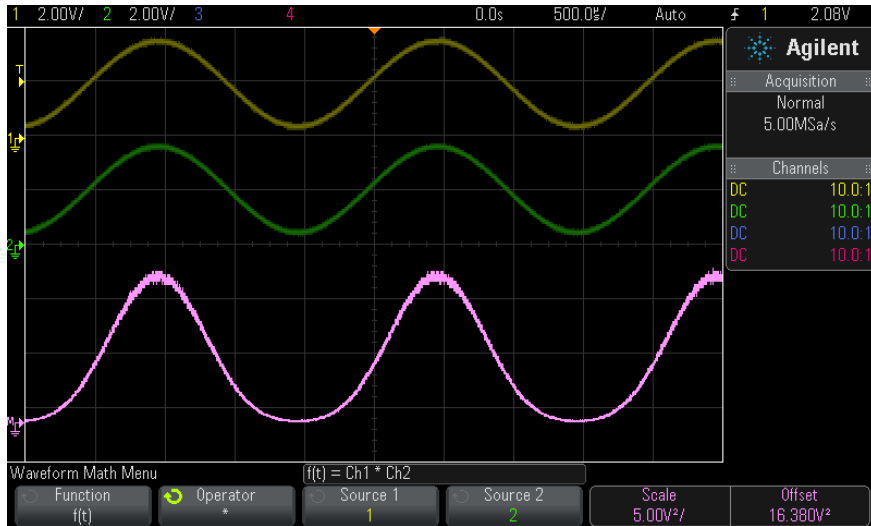 1 2.00V/ 2 2.00V/ 3 4 0.0s 500.0㎲/ Auto 1 2.08V
Agilent
Acquisition
Normal
5.00MSa/s
Channels
DC 10.0:1
DC 10.0:1
DC 10.0:1
DC 10.0:1
T
1
2
M
Waveform Math Menu
f(t) = Ch1 * Ch2
Function
f(t)
Operator
*
Source 1
1
Source 2
2
Scale
5.00V²/
Offset
16.380V²